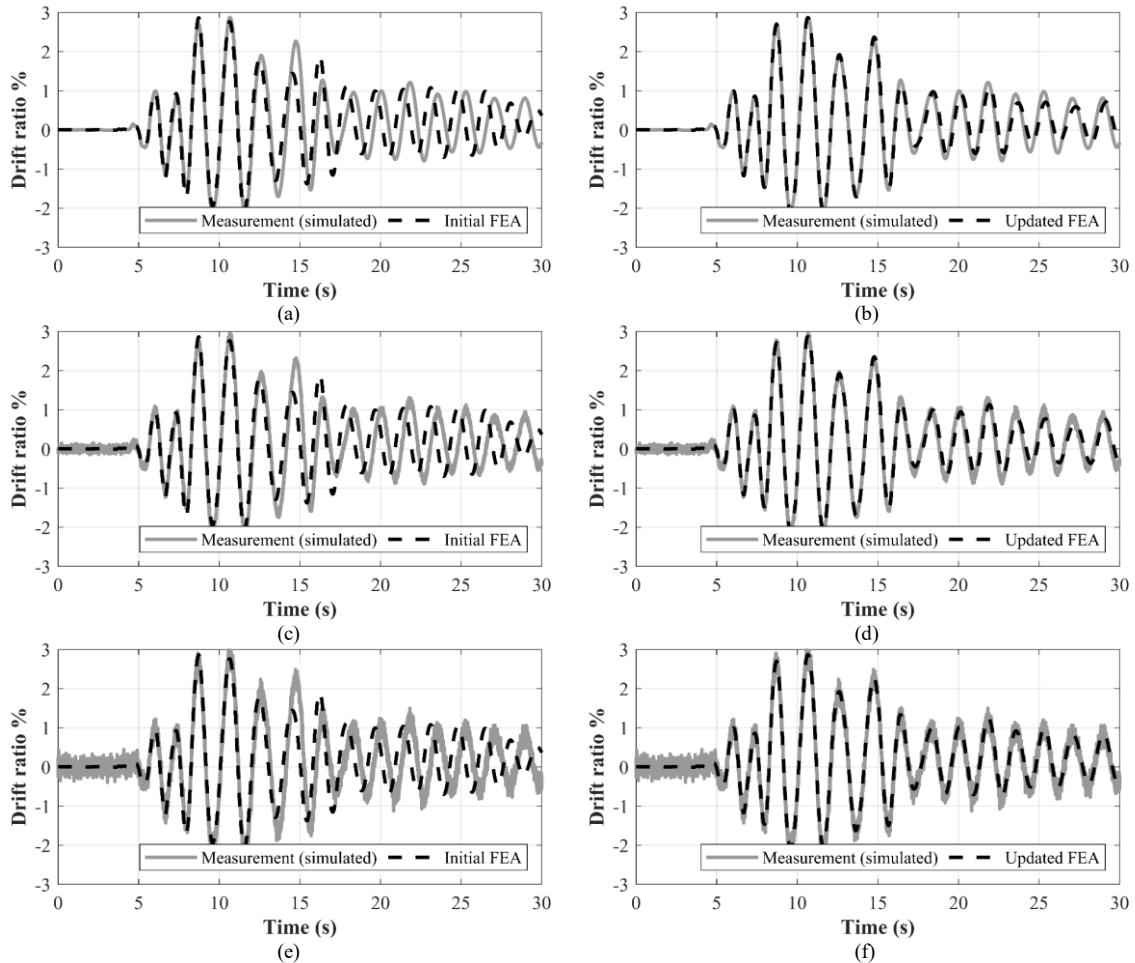 3
2
1
0
-1
-2
-3
Drift ratio %
Measurement (simulated) Initial FEA
0 5 10 15 20 25 30
Time (s)
(a)
3
2
1
0
-1
-2
-3
Drift ratio %
Measurement (simulated) Updated FEA
0 5 10 15 20 25 30
Time (s)
(b)
3
2
1
0
-1
-2
-3
Drift ratio %
Measurement (simulated) Initial FEA
0 5 10 15 20 25 30
Time (s)
(c)
3
2
1
0
-1
-2
-3
Drift ratio %
Measurement (simulated) Updated FEA
0 5 10 15 20 25 30
Time (s)
(d)
3
2
1
0
-1
-2
-3
Drift ratio %
Measurement (simulated) Initial FEA
0 5 10 15 20 25 30
Time (s)
(e)
3
2
1
0
-1
-2
-3
Drift ratio %
Measurement (simulated) Updated FEA
0 5 10 15 20 25 30
Time (s)
(f)